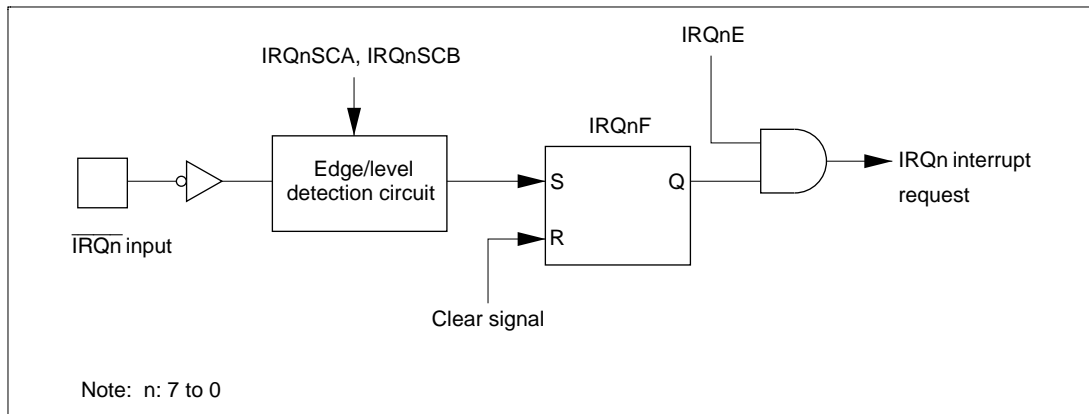 IRQnE
IRQnSCA, IRQnSCB
IRQnF
Edge/level
detection circuit
S
Q
R
IRQn interrupt
request
IRQn input
Clear signal
Note: n: 7 to 0